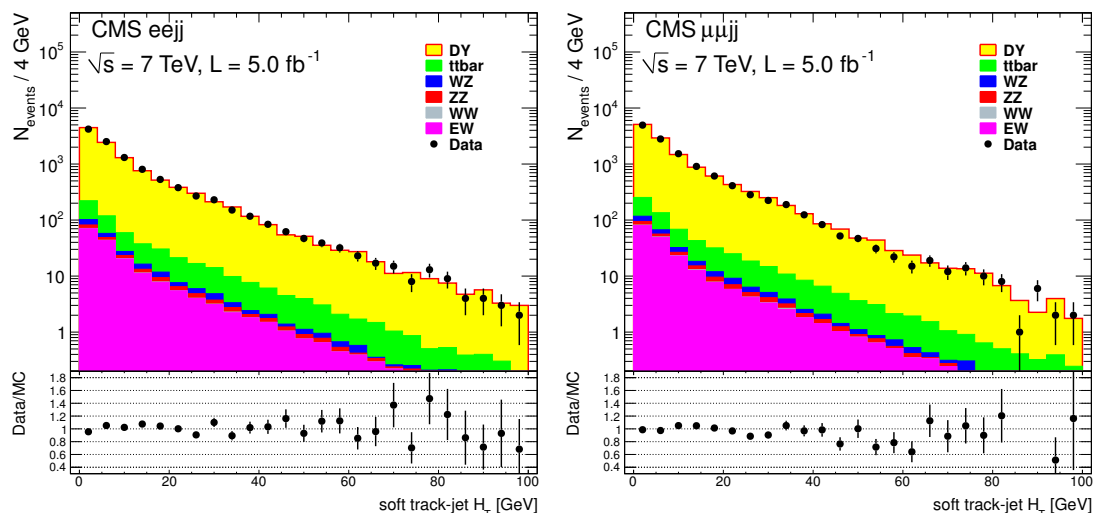 CMS eejj
√s = 7 TeV, L = 5.0 fb⁻¹
N_events / 4 GeV
10⁵
10⁴
10³
10²
10
1
DY
ttbar
WZ
ZZ
WW
EW
Data
Data/MC
1.8
1.6
1.4
1.2
1
0.8
0.6
0.4
0 20 40 60 80 100
soft track-jet H_T [GeV]
CMS μμjj
√s = 7 TeV, L = 5.0 fb⁻¹
N_events / 4 GeV
10⁵
10⁴
10³
10²
10
1
DY
ttbar
WZ
ZZ
WW
EW
Data
Data/MC
1.8
1.6
1.4
1.2
1
0.8
0.6
0.4
0 20 40 60 80 100
soft track-jet H_T [GeV]